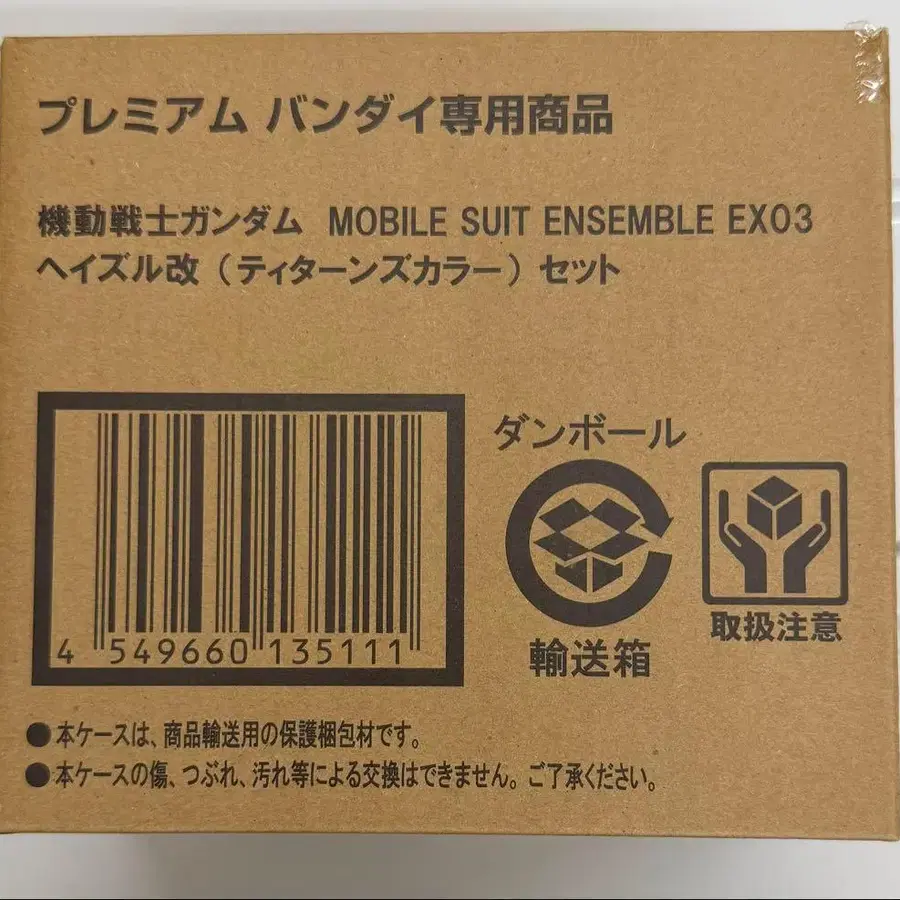 プレミアム バンダイ専用商品
機動戦士ガンダム MOBILE SUIT ENSEMBLE EX03
ヘイズル改（ティターンズカラー）セット
ダンボール
輸送箱
取扱注意
4 549660 135111
●本ケースは、商品輸送用の保護梱包材です。
●本ケースの傷、つぶれ、汚れ等による交換はできません。ご了承ください。